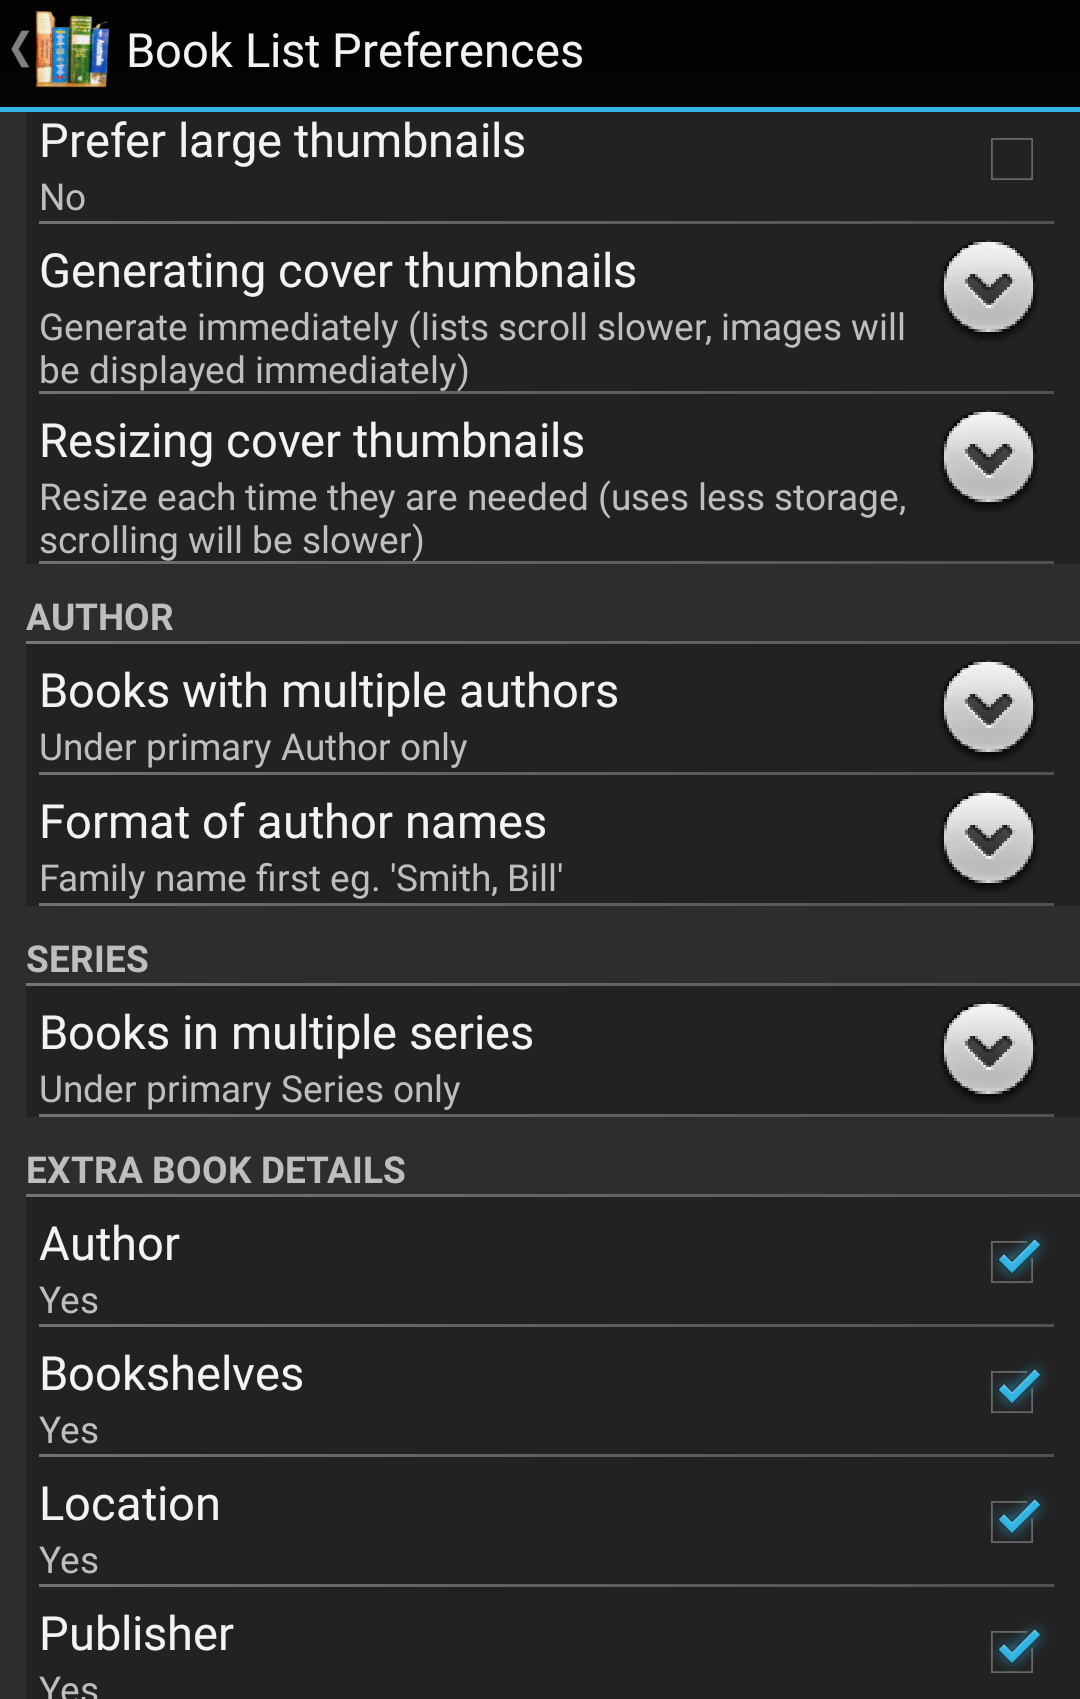 Book List Preferences
Prefer large thumbnails
No
Generating cover thumbnails
Generate immediately (lists scroll slower, images will
be displayed immediately)
Resizing cover thumbnails
Resize each time they are needed (uses less storage,
scrolling will be slower)
AUTHOR
Books with multiple authors
Under primary Author only
Format of author names
Family name first eg. 'Smith, Bill'
SERIES
Books in multiple series
Under primary Series only
EXTRA BOOK DETAILS
Author
Yes
Bookshelves
Yes
Location
Yes
Publisher
Yes